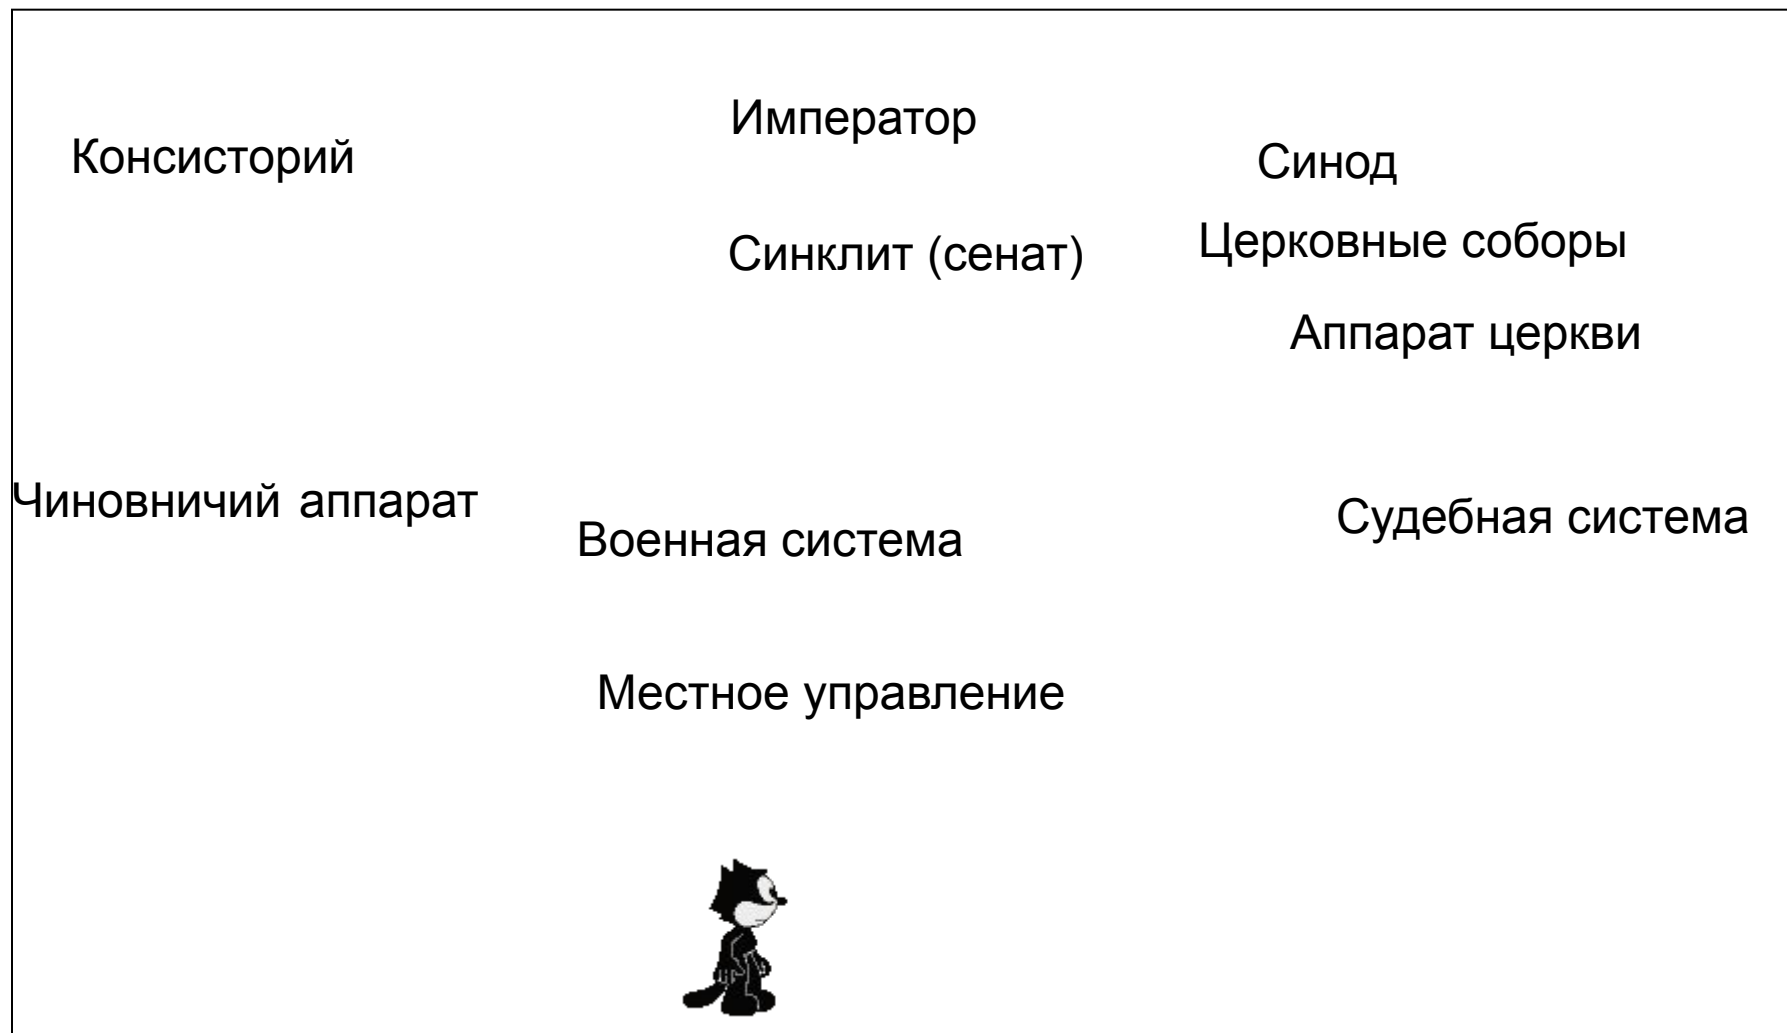 Император
Консисторий
Синод
Синклит (сенат)
Церковные соборы
Аппарат церкви
Чиновничий аппарат
Военная система
Судебная система
Местное управление